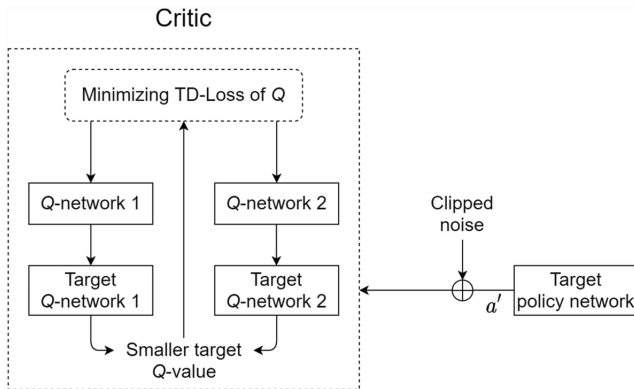 Critic
Minimizing TD-Loss of Q
Q-network 1
Q-network 2
Target
Q-network 1
Target
Q-network 2
Smaller target
Q-value
Clipped
noise
a′
Target
policy network